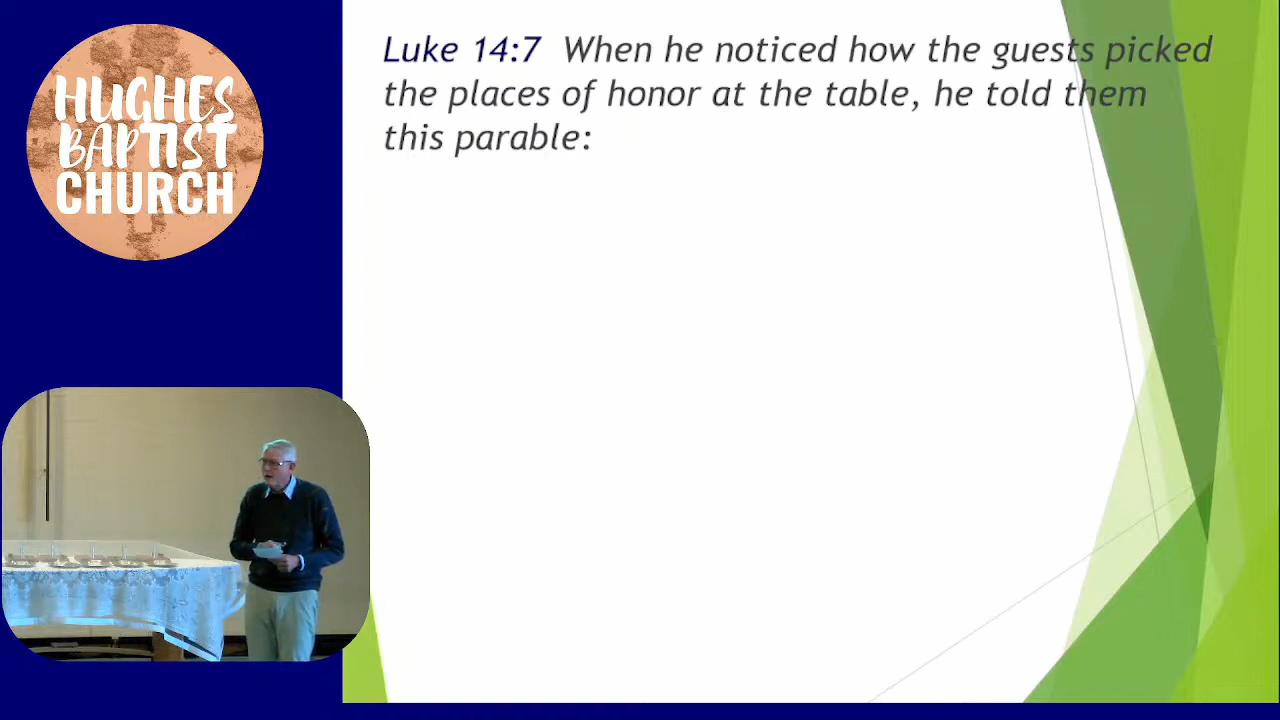 HUGHES
BAPTIST
CHURCH
Luke 14:7 When he noticed how the guests picked
the places of honor at the table, he told them
this parable: